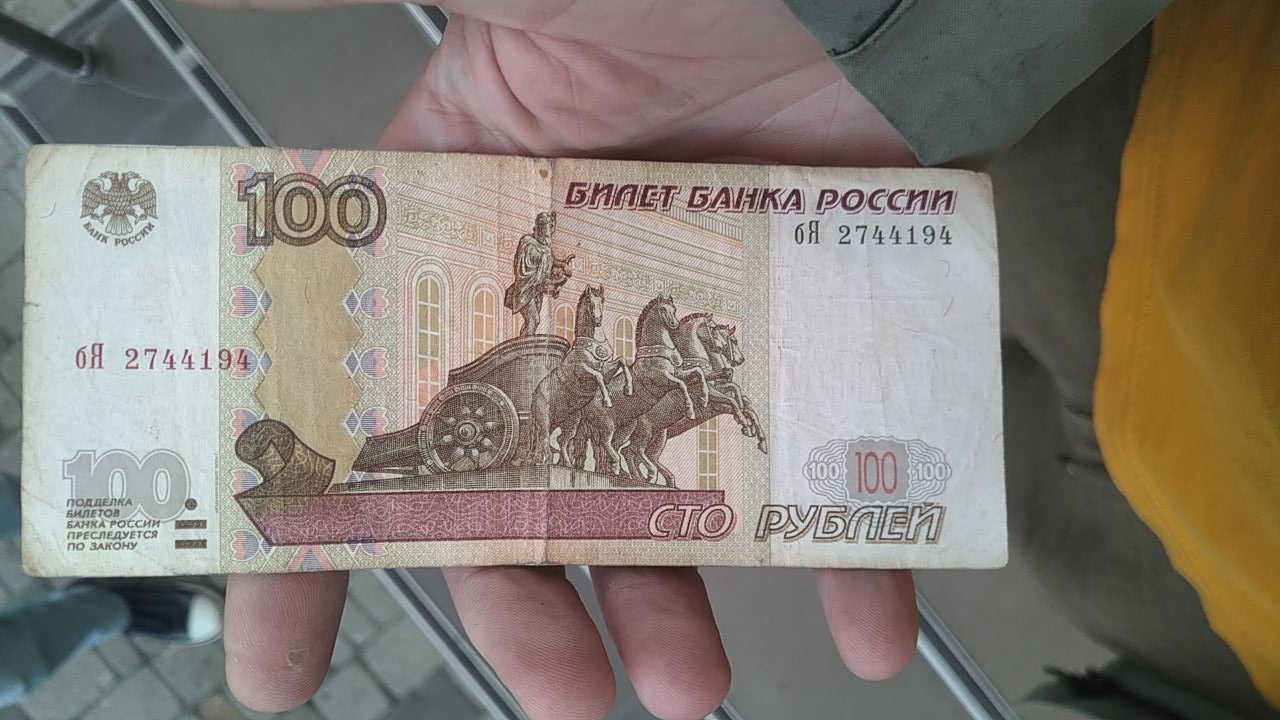 БАНК РОССИИ
100
БИЛЕТ БАНКА РОССИИ
бЯ 2744194
бЯ 2744194
100
ПОДДЕЛКА
БИЛЕТОВ
БАНКА РОССИИ
ПРЕСЛЕДУЕТСЯ
ПО ЗАКОНУ
100 100 100
СТО РУБЛЕЙ